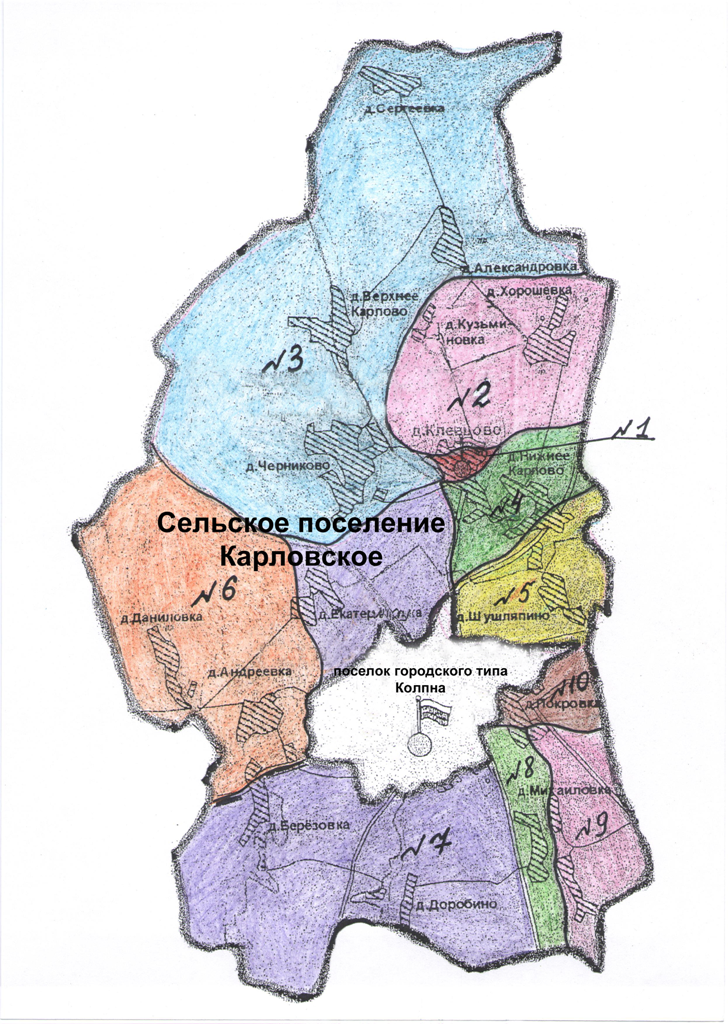 д.Сергеевка
д.Александровка
д.Хорошевка
д.Верхнее
Карлово
д.Кузьми-
новка
№3
№2
№1
д.Клевцово
д.Нижнее
Карлово
д.Черниково
№4
Сельское поселение
Карловское
№6
№5
д.Даниловка
д.Шушляпино
д.Андреевка
поселок городского типа
Колпна
№10
д.Покровка
№8
д.Михайловка
№9
д.Берёзовка
№7
д.Доробино